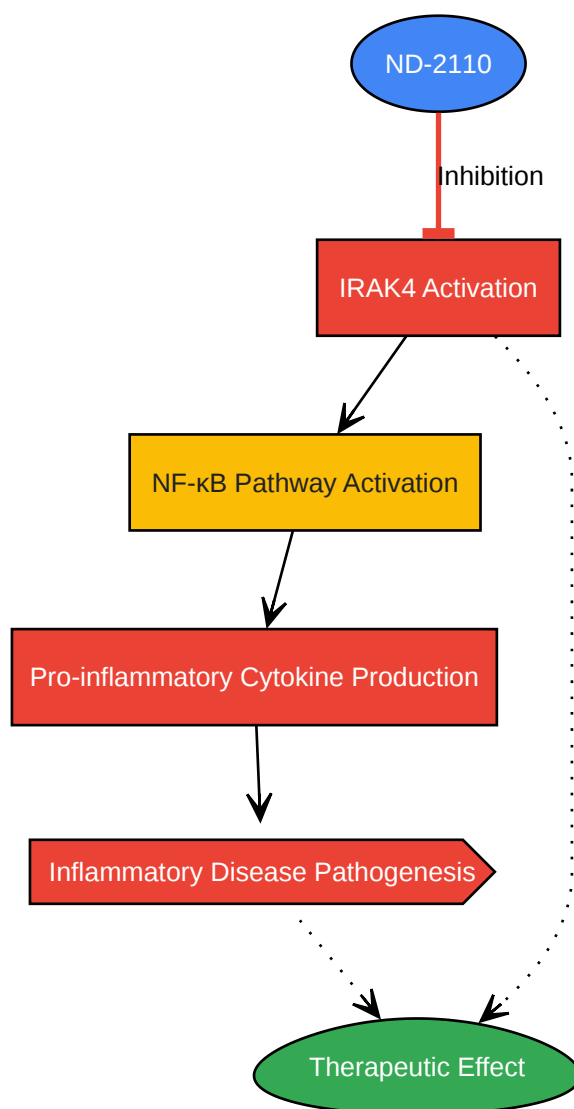 ND-2110
Inhibition
IRAK4 Activation
NF-κB Pathway Activation
Pro-inflammatory Cytokine Production
Inflammatory Disease Pathogenesis
Therapeutic Effect